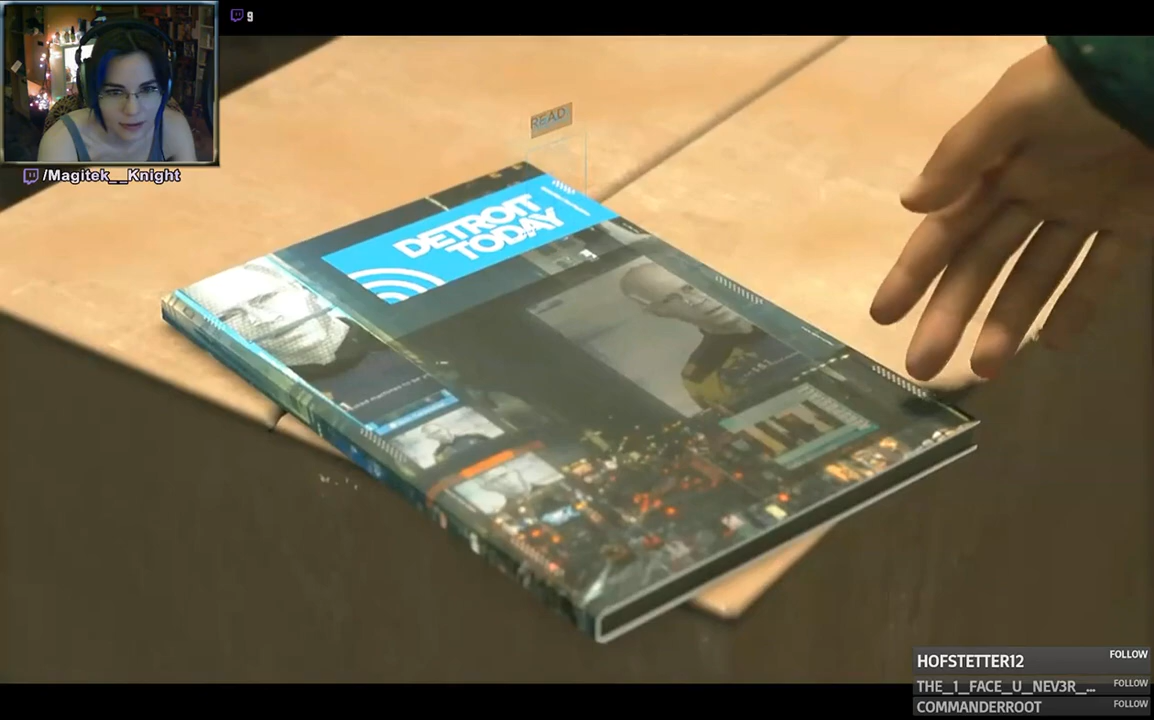 9
/Magitek__Knight
READ
DETROIT
TODAY
HOFSTETTER12 FOLLOW
THE_1_FACE_U_NEV3R_... FOLLOW
COMMANDERROOT FOLLOW